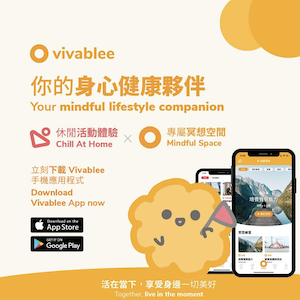 vivablee
你的身心健康夥伴
Your mindful lifestyle companion
休閒活動體驗
Chill At Home
×
專屬冥想空間
Mindful Space
立刻下載 Vivablee
手機應用程式
Download
Vivablee App now
Download on the
App Store
GET IT ON
Google Play
活在當下，享受身邊一切美好
Together, live in the moment